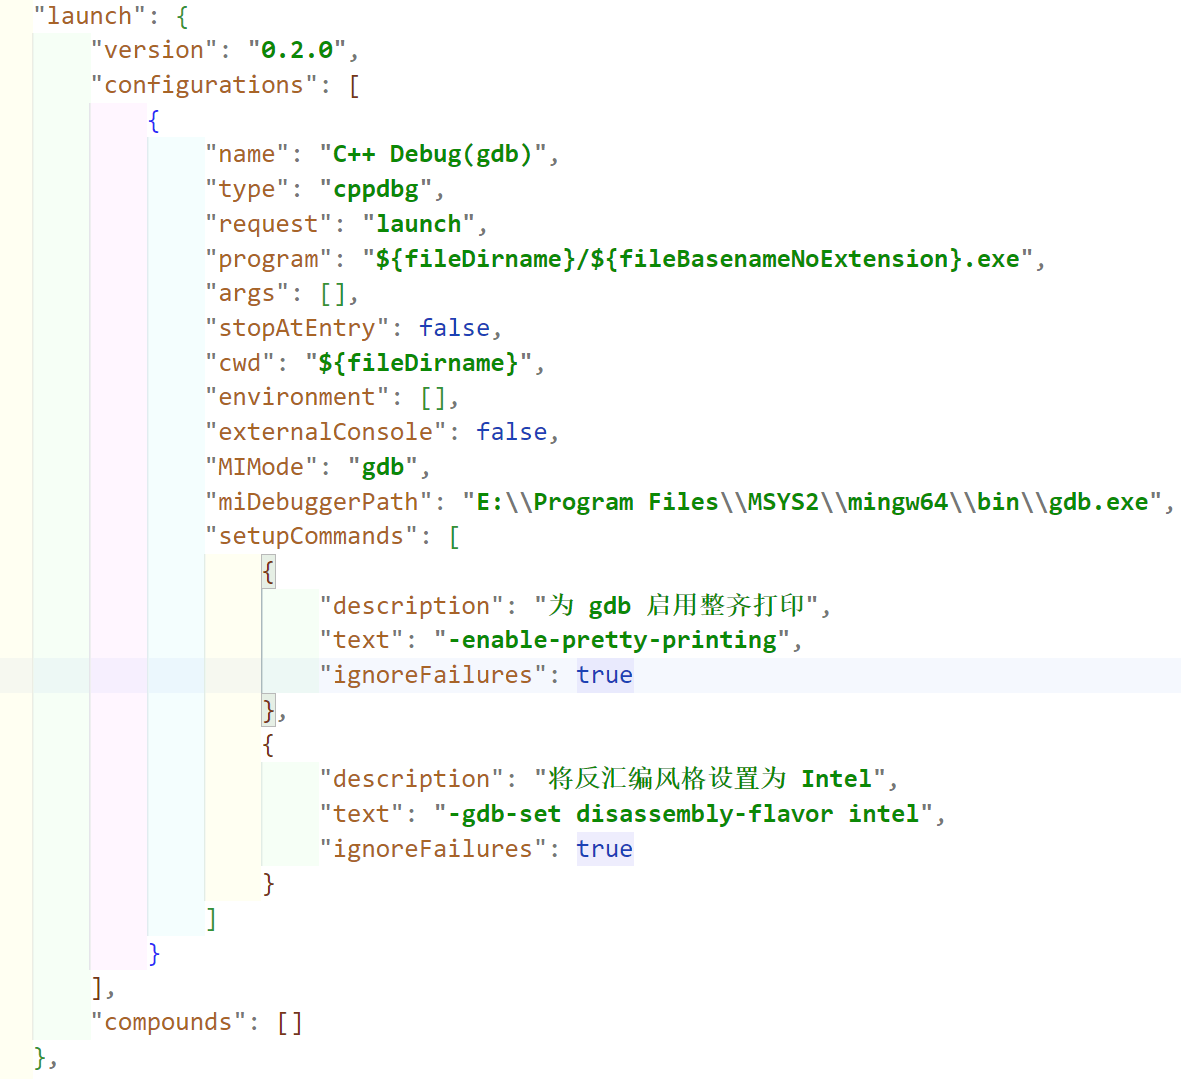 "launch": {
"version": "0.2.0",
"configurations": [
{
"name": "C++ Debug(gdb)",
"type": "cppdbg",
"request": "launch",
"program": "${fileDirname}/${fileBasenameNoExtension}.exe",
"args": [],
"stopAtEntry": false,
"cwd": "${fileDirname}",
"environment": [],
"externalConsole": false,
"MIMode": "gdb",
"miDebuggerPath": "E:\\Program Files\\MSYS2\\mingw64\\bin\\gdb.exe",
"setupCommands": [
{
"description": "为 gdb 启用整齐打印",
"text": "-enable-pretty-printing",
"ignoreFailures": true
},
{
"description": "将反汇编风格设置为 Intel",
"text": "-gdb-set disassembly-flavor intel",
"ignoreFailures": true
}
]
}
],
"compounds": []
},